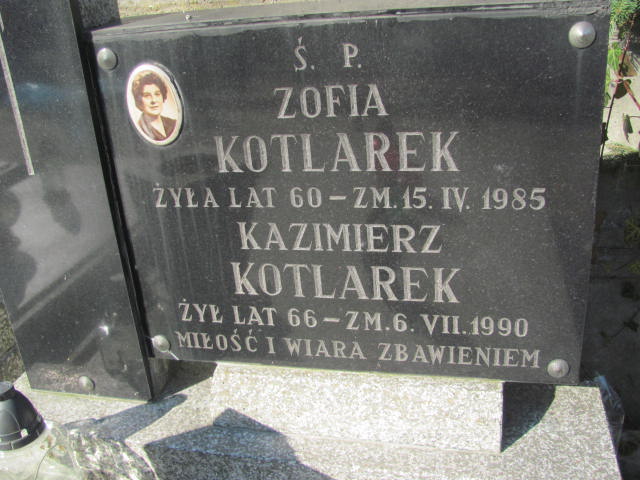 Ś. P.
ZOFIA
KOTLAREK
ŻYŁA LAT 60 – ZM. 15. IV. 1985
KAZIMIERZ
KOTLAREK
ŻYŁ LAT 66 – ZM. 6. VII. 1990
MIŁOŚĆ I WIARA ZBAWIENIEM